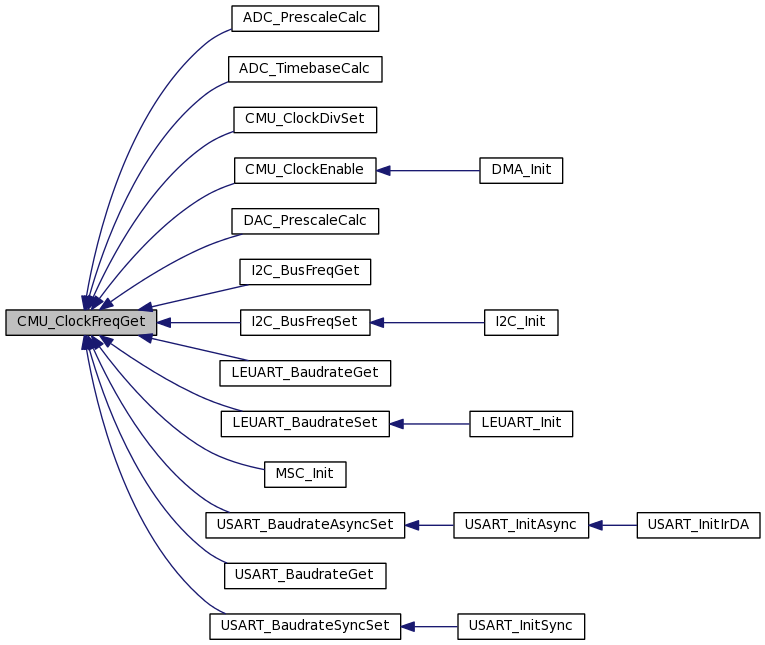 ADC_PrescaleCalc
ADC_TimebaseCalc
CMU_ClockDivSet
CMU_ClockEnable
DMA_Init
DAC_PrescaleCalc
I2C_BusFreqGet
CMU_ClockFreqGet
I2C_BusFreqSet
I2C_Init
LEUART_BaudrateGet
LEUART_BaudrateSet
LEUART_Init
MSC_Init
USART_BaudrateAsyncSet
USART_InitAsync
USART_InitIrDA
USART_BaudrateGet
USART_BaudrateSyncSet
USART_InitSync